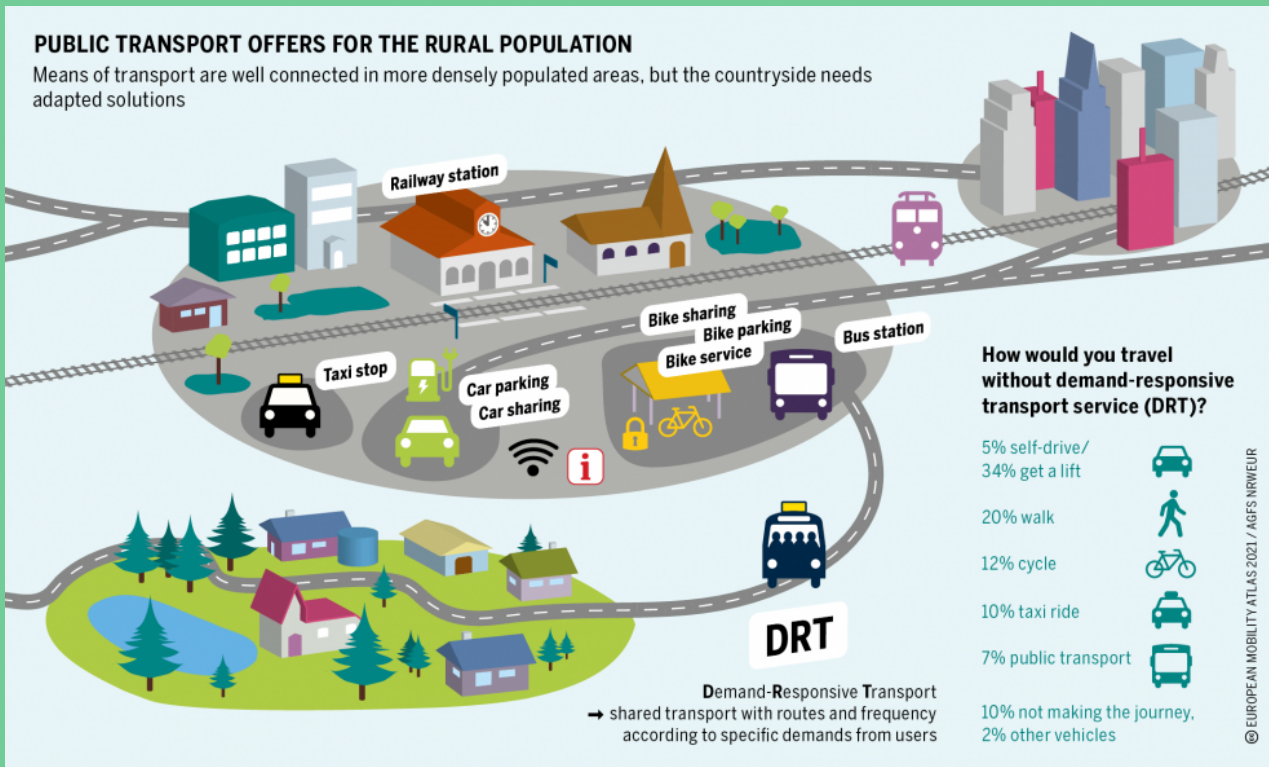 PUBLIC TRANSPORT OFFERS FOR THE RURAL POPULATION
Means of transport are well connected in more densely populated areas, but the countryside needs
adapted solutions
Railway station
Bike sharing
Bike parking
Bike service
Bus station
Taxi stop
Car parking
Car sharing
i
DRT
Demand-Responsive Transport
➞ shared transport with routes and frequency
according to specific demands from users
How would you travel
without demand-responsive
transport service (DRT)?
5% self-drive/
34% get a lift
20% walk
12% cycle
10% taxi ride
7% public transport
10% not making the journey,
2% other vehicles
🅭 EUROPEAN MOBILITY ATLAS 2021 / AGFS NRWEUR